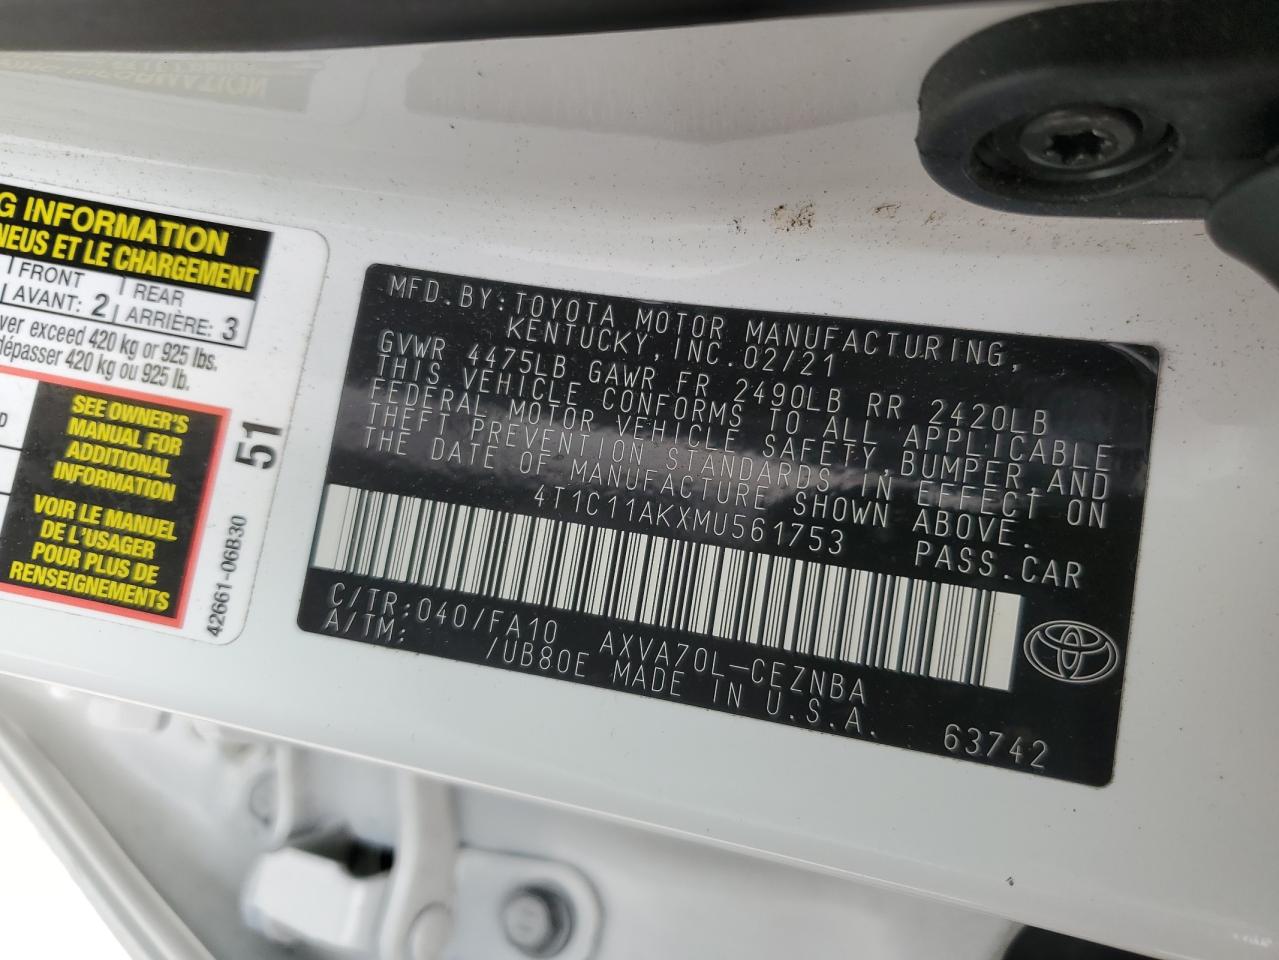 G INFORMATION
NEUS ET LE CHARGEMENT
FRONT
AVANT: 2
REAR
ARRIÈRE: 3
ver exceed 420 kg or 925 lbs.
dépasser 420 kg ou 925 lb.
SEE OWNER'S
MANUAL FOR
ADDITIONAL
INFORMATION
VOIR LE MANUEL
DE L'USAGER
POUR PLUS DE
RENSEIGNEMENTS
51
42661-06B30
MFD.BY:TOYOTA MOTOR MANUFACTURING,
KENTUCKY,INC.02/21
GVWR 4475LB GAWR FR 2490LB RR 2420LB
THIS VEHICLE CONFORMS TO ALL APPLICABLE
FEDERAL MOTOR VEHICLE SAFETY,BUMPER,AND
THEFT PREVENTION STANDARDS IN EFFECT ON
THE DATE OF MANUFACTURE SHOWN ABOVE.
4T1C11AKXMU561753 PASS.CAR
C/TR:040/FA10 AXVA70L-CEZNBA
A/TM: /UB80E MADE IN U.S.A.
63742